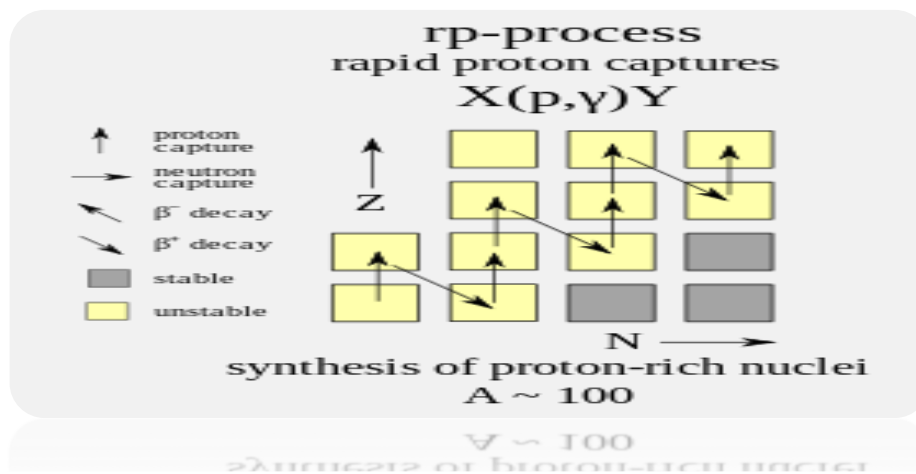 rp-process
rapid proton captures
X(p,γ)Y
proton
capture
neutron
capture
β⁻ decay
β⁺ decay
stable
unstable
Z
N
synthesis of proton-rich nuclei
A ~ 100